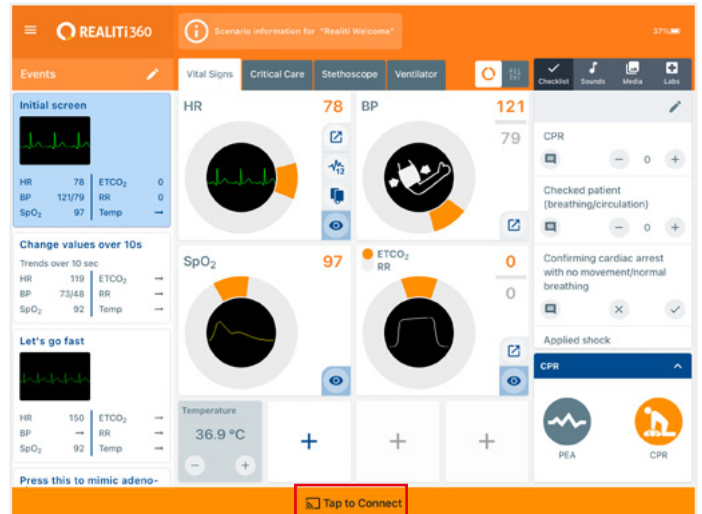 REALITi360
Scenario information for "Realiti Welcome"
37%
Events
Vital Signs
Critical Care
Stethoscope
Ventilator
Checklist
Sounds
Media
Labs
Initial screen
HR 78 ETCO₂ 0
BP 121/79 RR 0
SpO₂ 97 Temp →
Change values over 10s
Trends over 10 sec
HR 119 ETCO₂ →
BP 73/48 RR →
SpO₂ 92 Temp →
Let's go fast
HR 150 ETCO₂ →
BP → RR →
SpO₂ 92 Temp →
Press this to mimic adeno-
HR 78
12
BP 121
79
SpO₂ 97
ETCO₂ 0
RR 0
Temperature
36.9 °C
− +
+
+
+
CPR
− 0 +
Checked patient
(breathing/circulation)
− 0 +
Confirming cardiac arrest
with no movement/normal
breathing
Applied shock
CPR
PEA
CPR
Tap to Connect